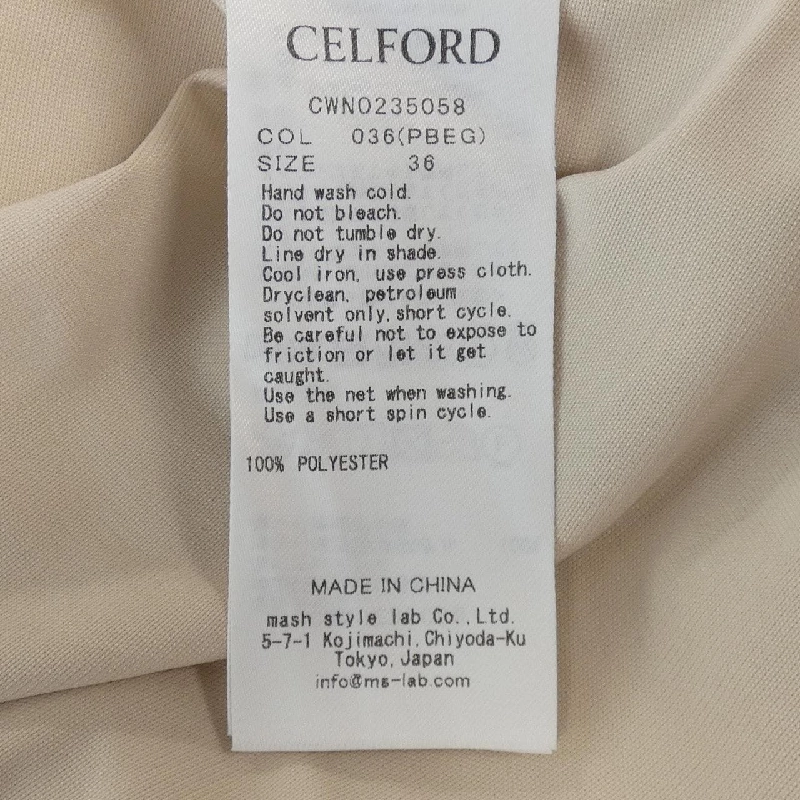 CELFORD
CWNO235058
COL 036(PBEG)
SIZE 36
Hand wash cold.
Do not bleach.
Do not tumble dry.
Line dry in shade.
Cool iron, use press cloth.
Dryclean, petroleum
solvent only, short cycle.
Be careful not to expose to
friction or let it get
caught.
Use the net when washing.
Use a short spin cycle.
100% POLYESTER
MADE IN CHINA
mash style lab Co., Ltd.
5-7-1 Kojimachi, Chiyoda-Ku
Tokyo, Japan
info@ms-lab.com